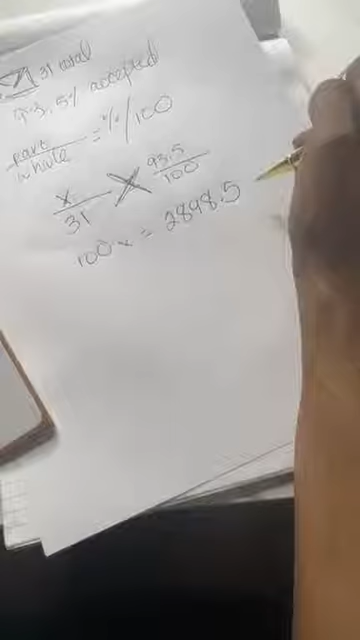 31 total
93.5% accepted
part/whole = %/100
x/31 = 93.5/100
100x = 2898.5